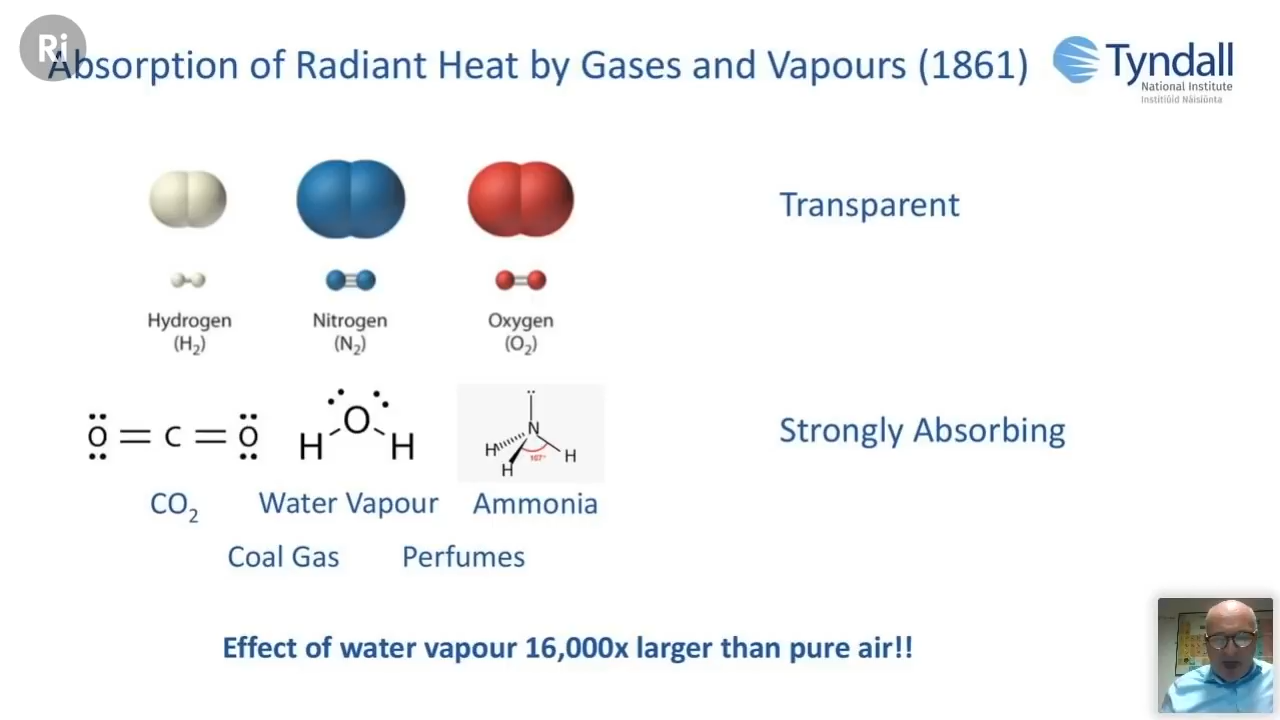 Ri
Absorption of Radiant Heat by Gases and Vapours (1861)
Tyndall
National Institute
Institiúid Náisiúnta
Transparent
Hydrogen Nitrogen Oxygen
(H₂) (N₂) (O₂)
O = C = O
O
H H
N
H H
H
107°
Strongly Absorbing
CO₂ Water Vapour Ammonia
Coal Gas Perfumes
Effect of water vapour 16,000x larger than pure air!!